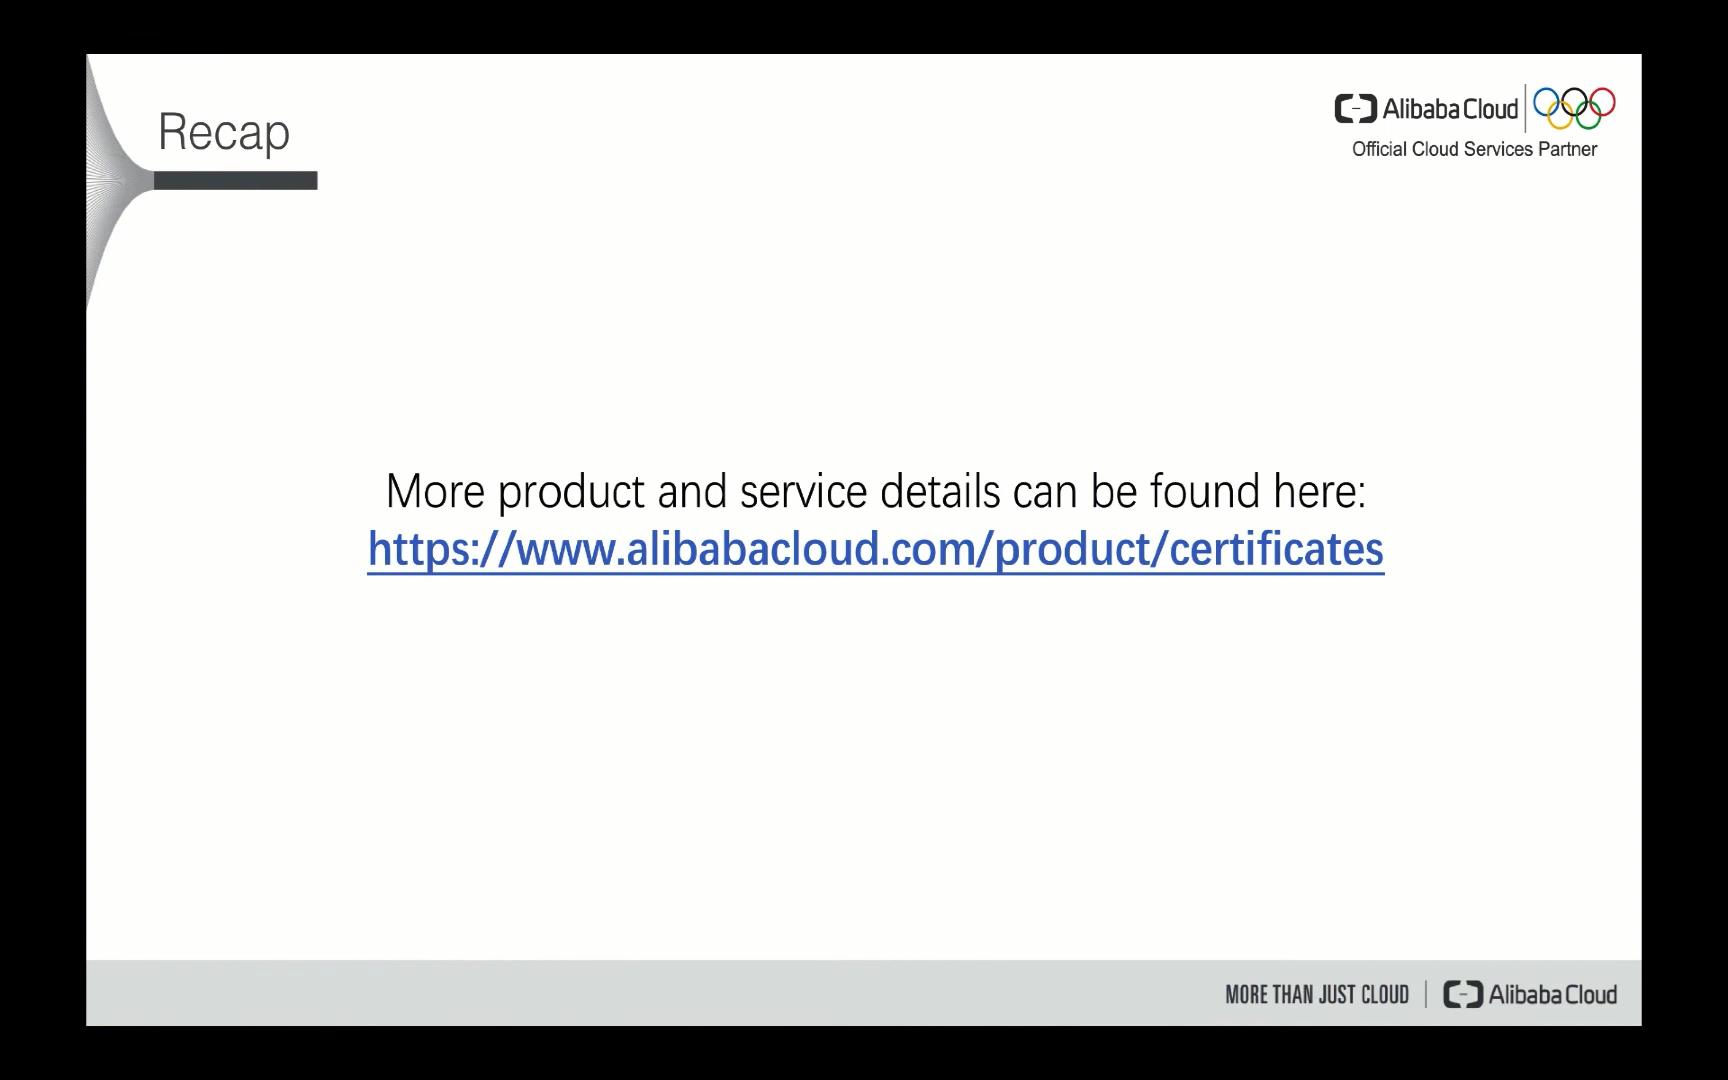 Recap
Alibaba Cloud
Official Cloud Services Partner
More product and service details can be found here:
https://www.alibabacloud.com/product/certificates
MORE THAN JUST CLOUD
Alibaba Cloud